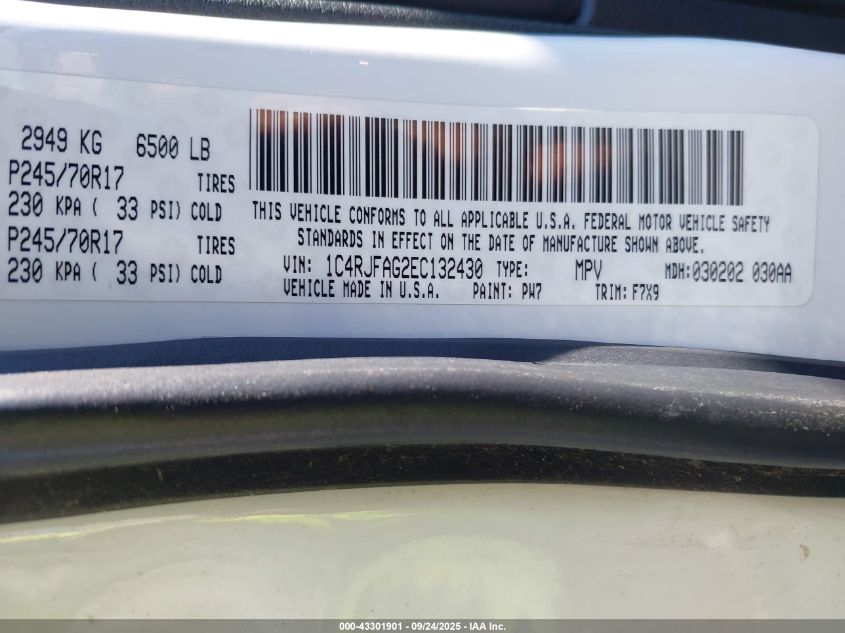 2949 KG 6500 LB
P245/70R17 TIRES
230 KPA ( 33 PSI) COLD
P245/70R17 TIRES
230 KPA ( 33 PSI) COLD
THIS VEHICLE CONFORMS TO ALL APPLICABLE U.S.A. FEDERAL MOTOR VEHICLE SAFETY
STANDARDS IN EFFECT ON THE DATE OF MANUFACTURE SHOWN ABOVE.
VIN: 1C4RJFAG2EC132430 TYPE: MPV MDH:030202 030AA
VEHICLE MADE IN U.S.A. PAINT: PW7 TRIM: F7X9
000-43301901 - 09/24/2025 - IAA Inc.